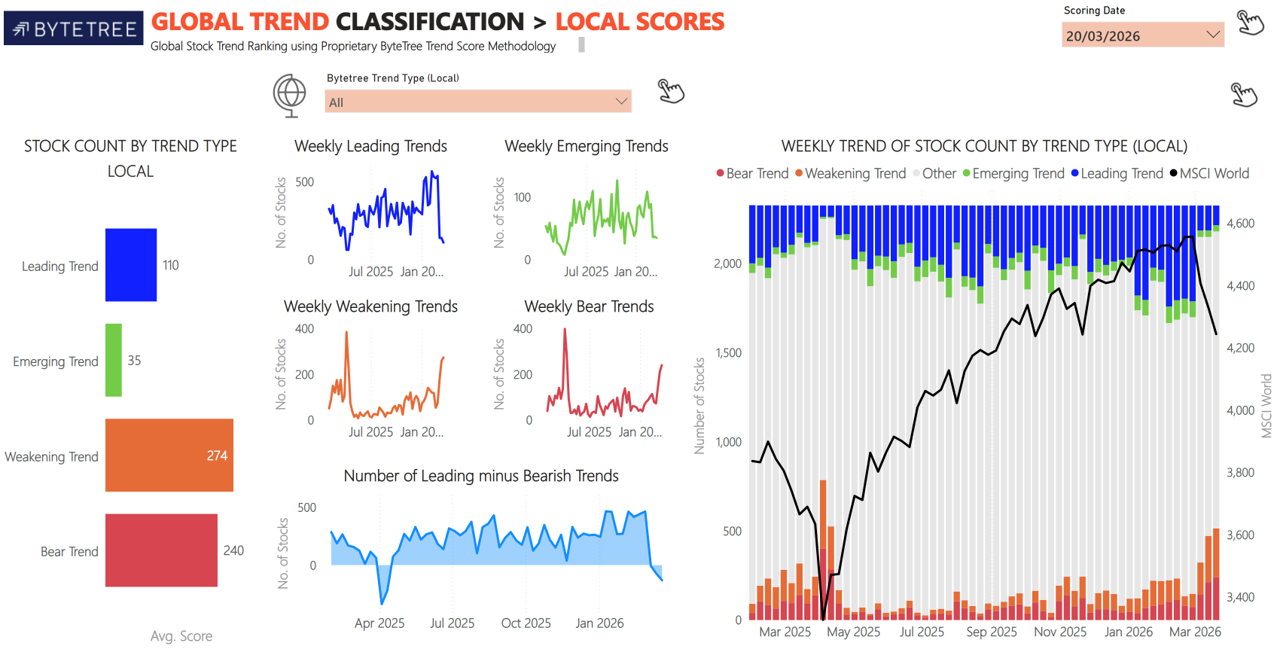 BYTETREE
GLOBAL TREND CLASSIFICATION > LOCAL SCORES
Global Stock Trend Ranking using Proprietary ByteTree Trend Score Methodology
Scoring Date
20/03/2026
Bytetree Trend Type (Local)
All
STOCK COUNT BY TREND TYPE
LOCAL
Leading Trend
110
Emerging Trend
35
Weakening Trend
274
Bear Trend
240
Avg. Score
Weekly Leading Trends
No. of Stocks
500
0
Jul 2025 Jan 20...
Weekly Emerging Trends
No. of Stocks
100
0
Jul 2025 Jan 20...
Weekly Weakening Trends
No. of Stocks
400
200
0
Jul 2025 Jan 20...
Weekly Bear Trends
No. of Stocks
400
200
0
Jul 2025 Jan 20...
Number of Leading minus Bearish Trends
No. of Stocks
500
0
Apr 2025 Jul 2025 Oct 2025 Jan 2026
WEEKLY TREND OF STOCK COUNT BY TREND TYPE (LOCAL)
Bear Trend Weakening Trend Other Emerging Trend Leading Trend MSCI World
Number of Stocks
2,000
1,500
1,000
500
0
4,600
4,400
4,200
4,000
3,800
3,600
3,400
MSCI World
Mar 2025 May 2025 Jul 2025 Sep 2025 Nov 2025 Jan 2026 Mar 2026